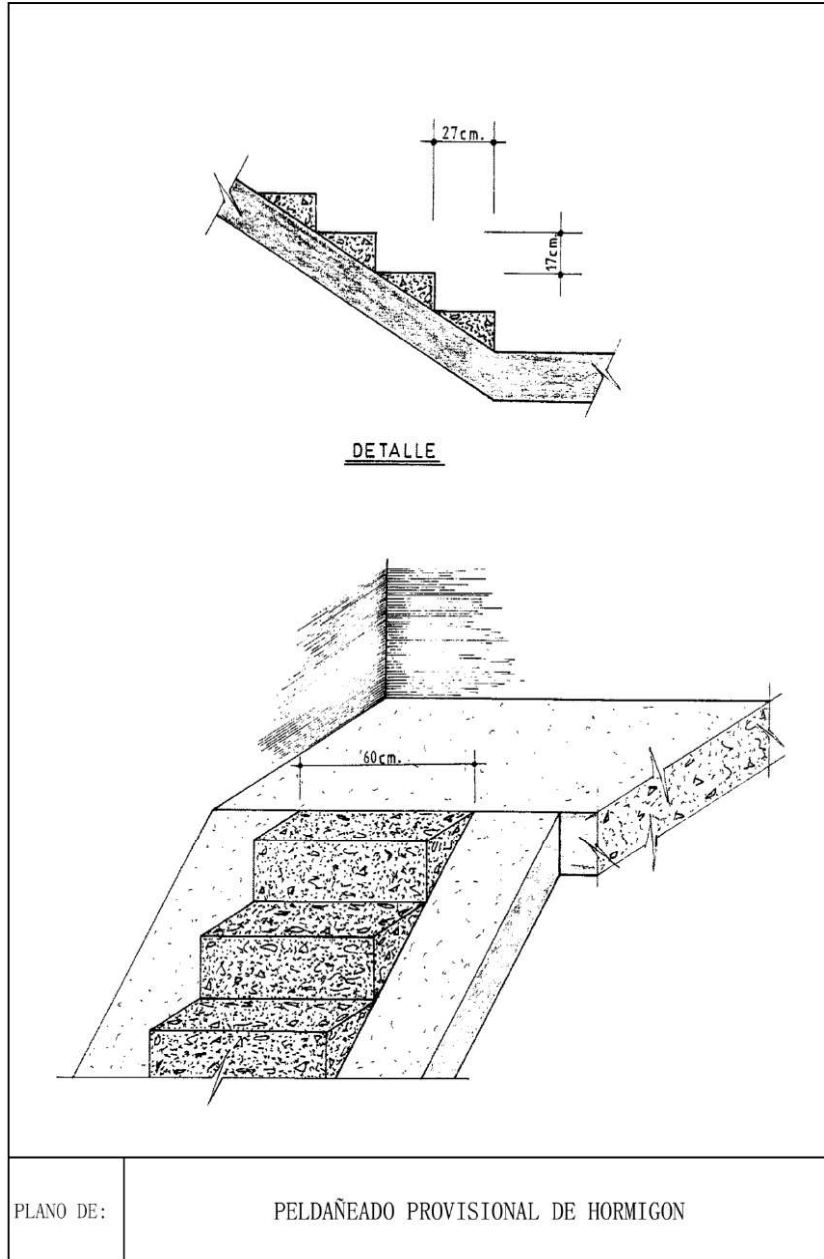 27cm.
17cm
DETALLE
60cm.
PLANO DE:
PELDAÑEADO PROVISIONAL DE HORMIGON